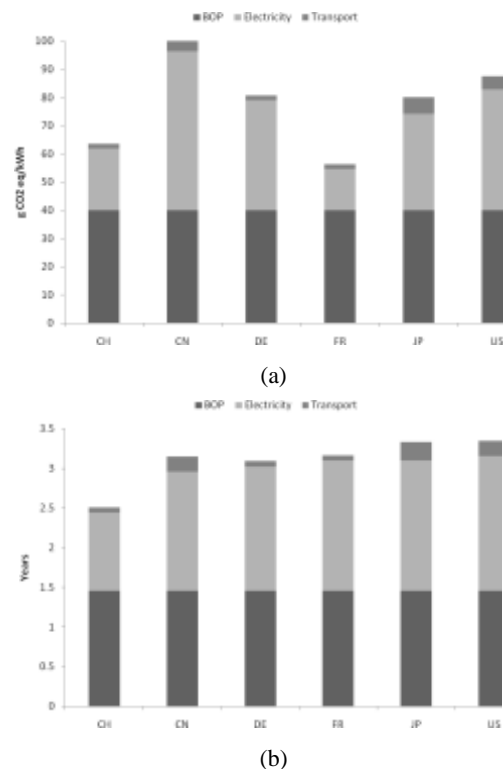 BOP Electricity Transport
g CO2 eq/kWh
100
90
80
70
60
50
40
30
20
10
0
CH CN DE FR JP US
(a)
BOP Electricity Transport
Years
3.5
3
2.5
2
1.5
1
0.5
0
CH CN DE FR JP US
(b)